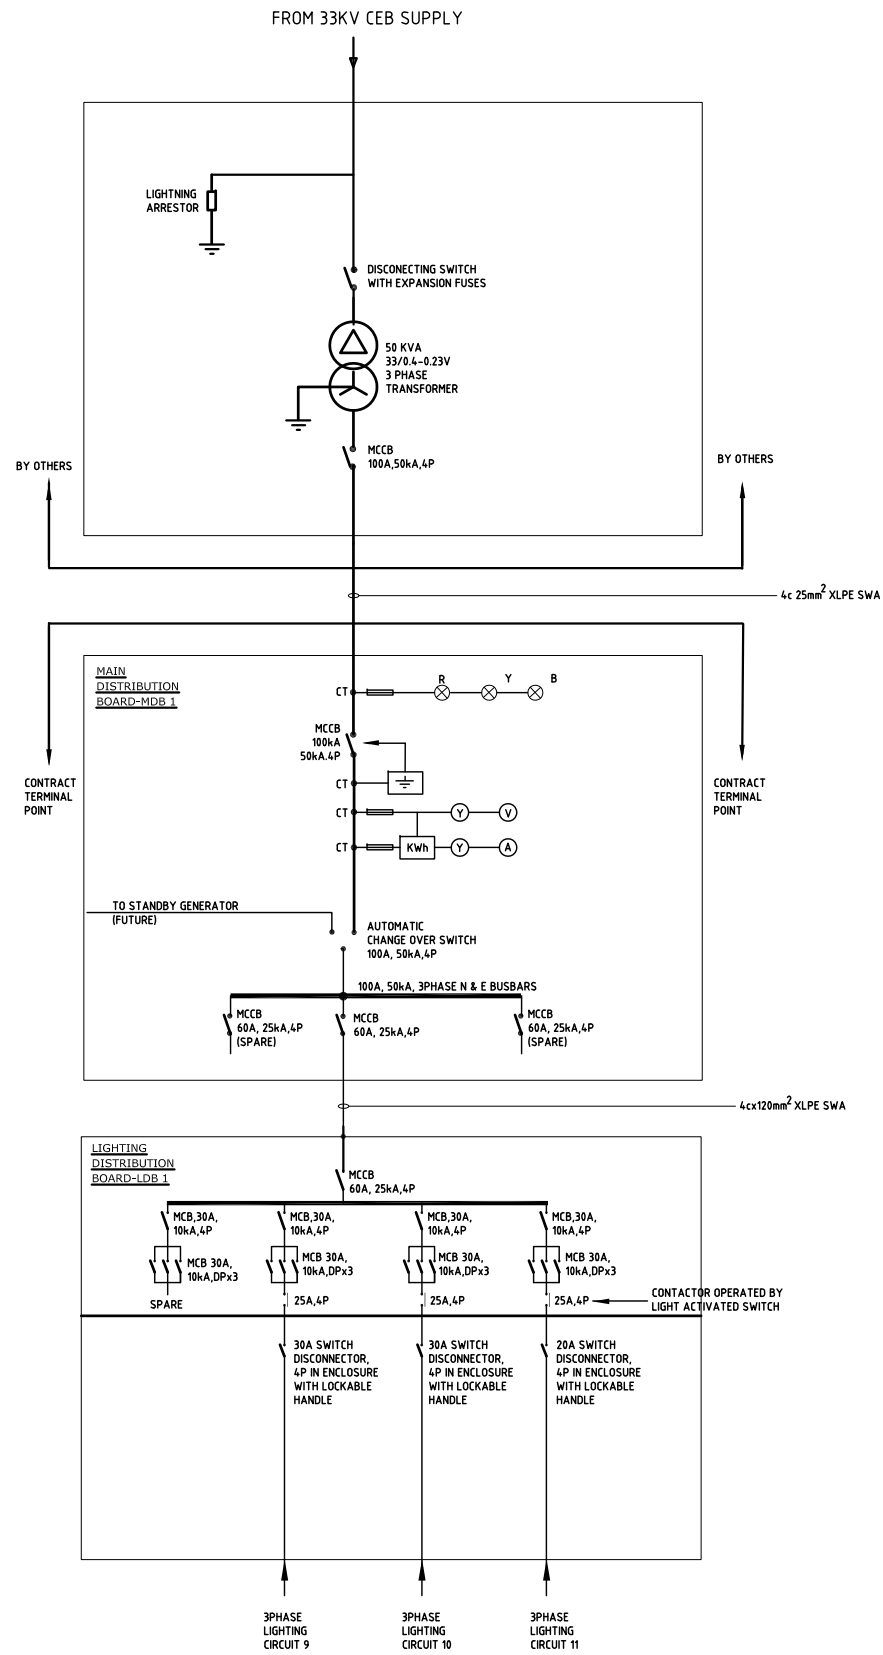 FROM 33KV CEB SUPPLY
LIGHTNING
ARRESTOR
DISCONECTING SWITCH
WITH EXPANSION FUSES
50 KVA
33/0.4-0.23V
3 PHASE
TRANSFORMER
MCCB
100A,50kA,4P
BY OTHERS
BY OTHERS
4c 25mm² XLPE SWA
MAIN
DISTRIBUTION
BOARD-MDB 1
CT
R
Y
B
MCCB
100kA
50kA.4P
CT
CONTRACT
TERMINAL
POINT
CONTRACT
TERMINAL
POINT
CT
Y
V
CT
KWh
Y
A
TO STANDBY GENERATOR
(FUTURE)
AUTOMATIC
CHANGE OVER SWITCH
100A, 50kA,4P
100A, 50kA, 3PHASE N & E BUSBARS
MCCB
60A, 25kA,4P
(SPARE)
MCCB
60A, 25kA,4P
MCCB
60A, 25kA,4P
(SPARE)
4cx120mm² XLPE SWA
LIGHTING
DISTRIBUTION
BOARD-LDB 1
MCCB
60A, 25kA,4P
MCB,30A,
10kA,4P
MCB,30A,
10kA,4P
MCB,30A,
10kA,4P
MCB,30A,
10kA,4P
MCB 30A,
10kA,DPx3
MCB 30A,
10kA,DPx3
MCB 30A,
10kA,DPx3
MCB 30A,
10kA,DPx3
SPARE
25A,4P
25A,4P
25A,4P
CONTACTOR OPERATED BY
LIGHT ACTIVATED SWITCH
30A SWITCH
DISCONNECTOR,
4P IN ENCLOSURE
WITH LOCKABLE
HANDLE
30A SWITCH
DISCONNECTOR,
4P IN ENCLOSURE
WITH LOCKABLE
HANDLE
20A SWITCH
DISCONNECTOR,
4P IN ENCLOSURE
WITH LOCKABLE
HANDLE
3PHASE
LIGHTING
CIRCUIT 9
3PHASE
LIGHTING
CIRCUIT 10
3PHASE
LIGHTING
CIRCUIT 11